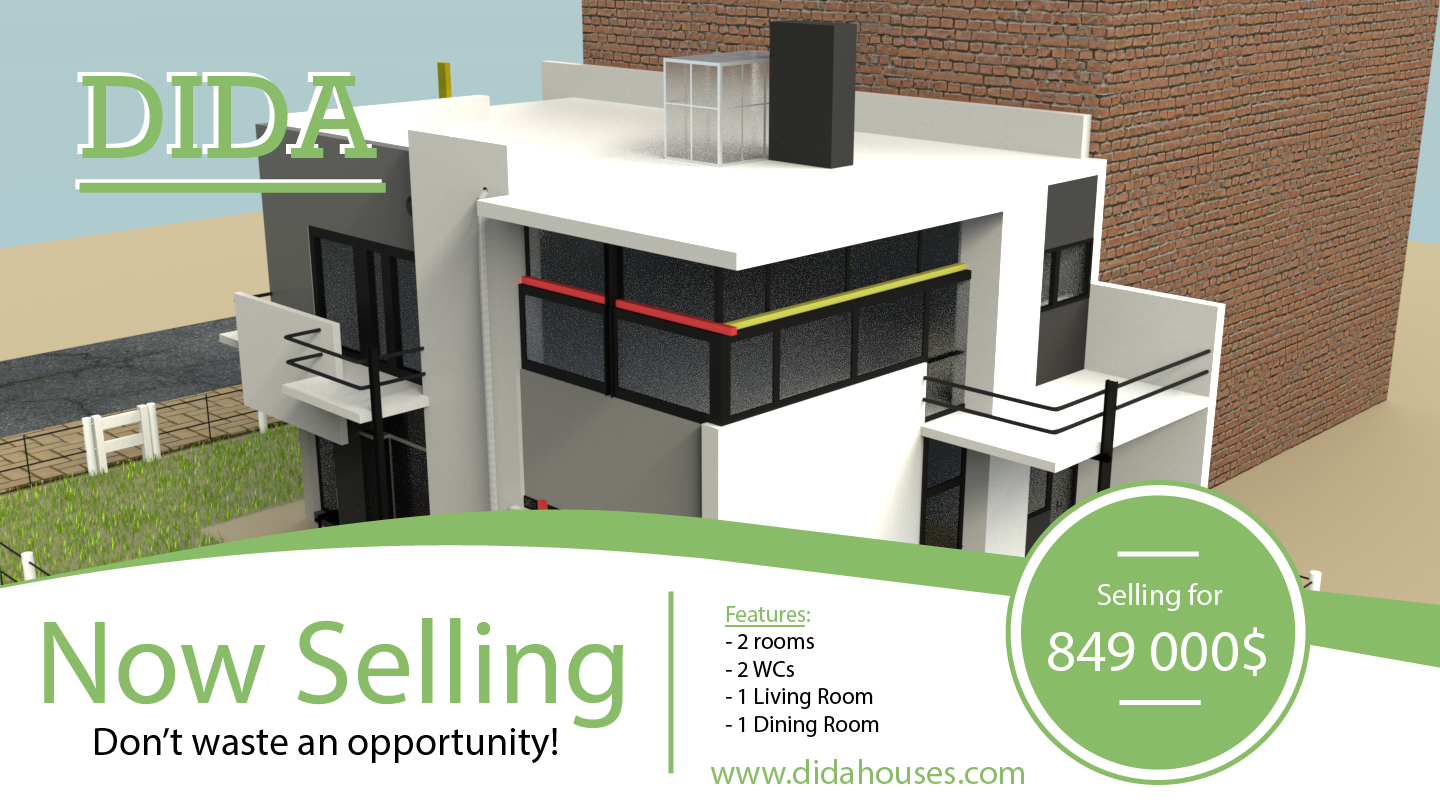 DIDA
Now Selling
Don't waste an opportunity!
Features:
- 2 rooms
- 2 WCs
- 1 Living Room
- 1 Dining Room
www.didahouses.com
Selling for
849 000$